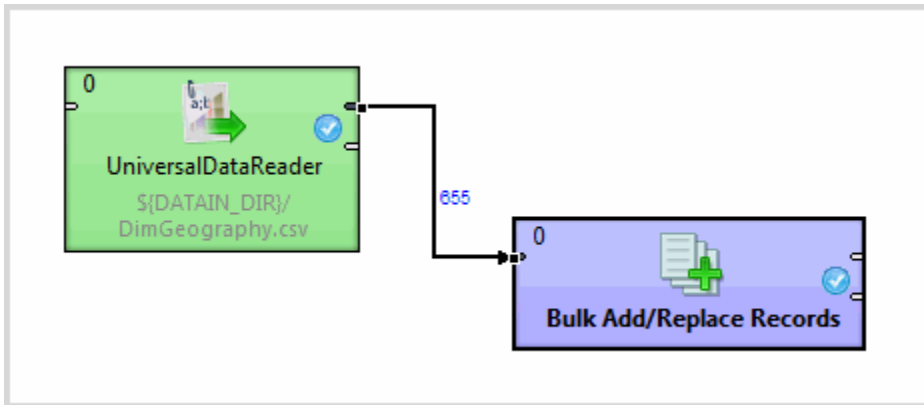 0
a;b
UniversalDataReader
${DATAIN_DIR}/
DimGeography.csv
655
0
Bulk Add/Replace Records